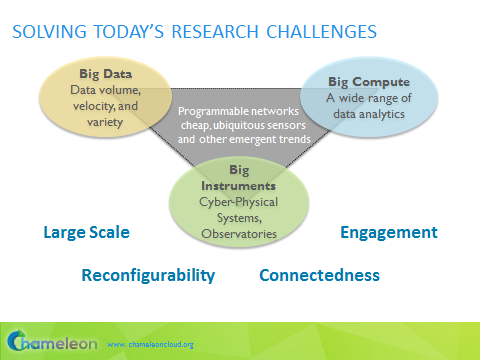 SOLVING TODAY'S RESEARCH CHALLENGES
Big Data
Data volume,
velocity, and
variety
Big Compute
A wide range of
data analytics
Programmable networks
cheap, ubiquitous sensors
and other emergent trends
Big
Instruments
Cyber-Physical
Systems,
Observatories
Large Scale
Engagement
Reconfigurability
Connectedness
Chameleon
www.chameleoncloud.org